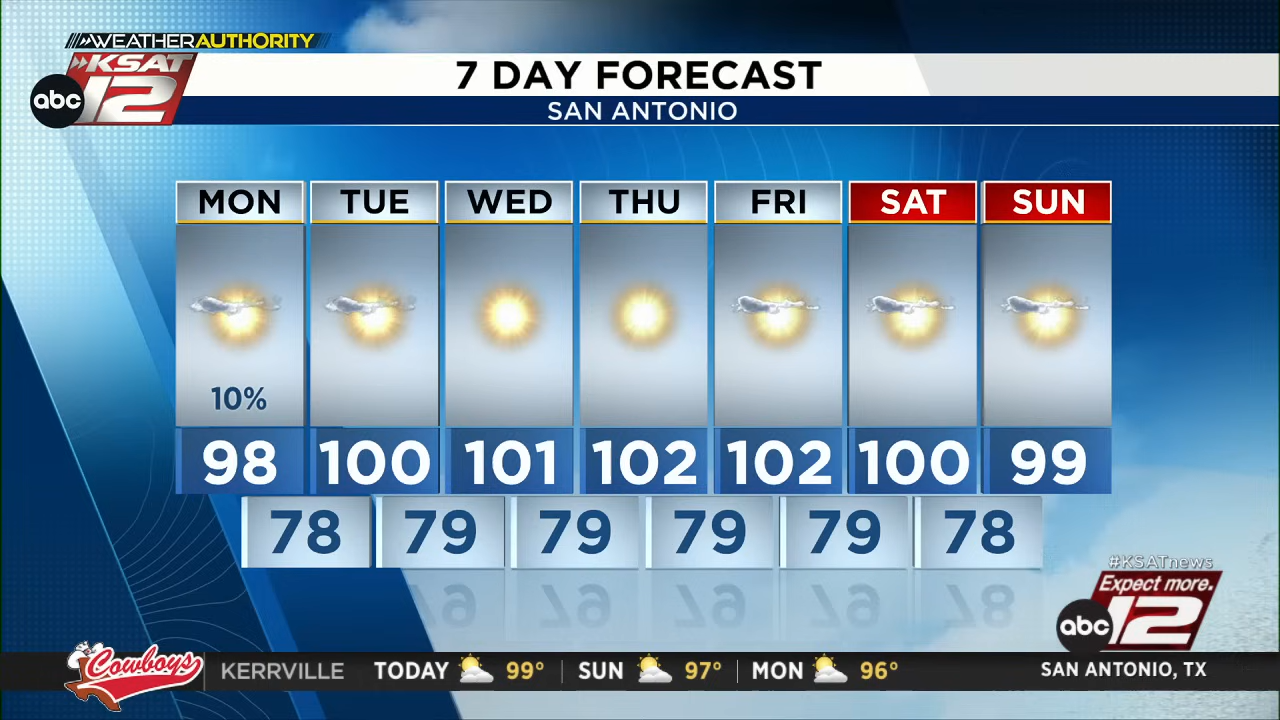 WEATHERAUTHORITY
KSAT
abc 12
7 DAY FORECAST
SAN ANTONIO
MON TUE WED THU FRI SAT SUN
10%
98 100 101 102 102 100 99
78 79 79 79 79 78
#KSATnews
Expect more.
abc 12
Cowboys KERRVILLE TODAY 99° SUN 97° MON 96° SAN ANTONIO, TX